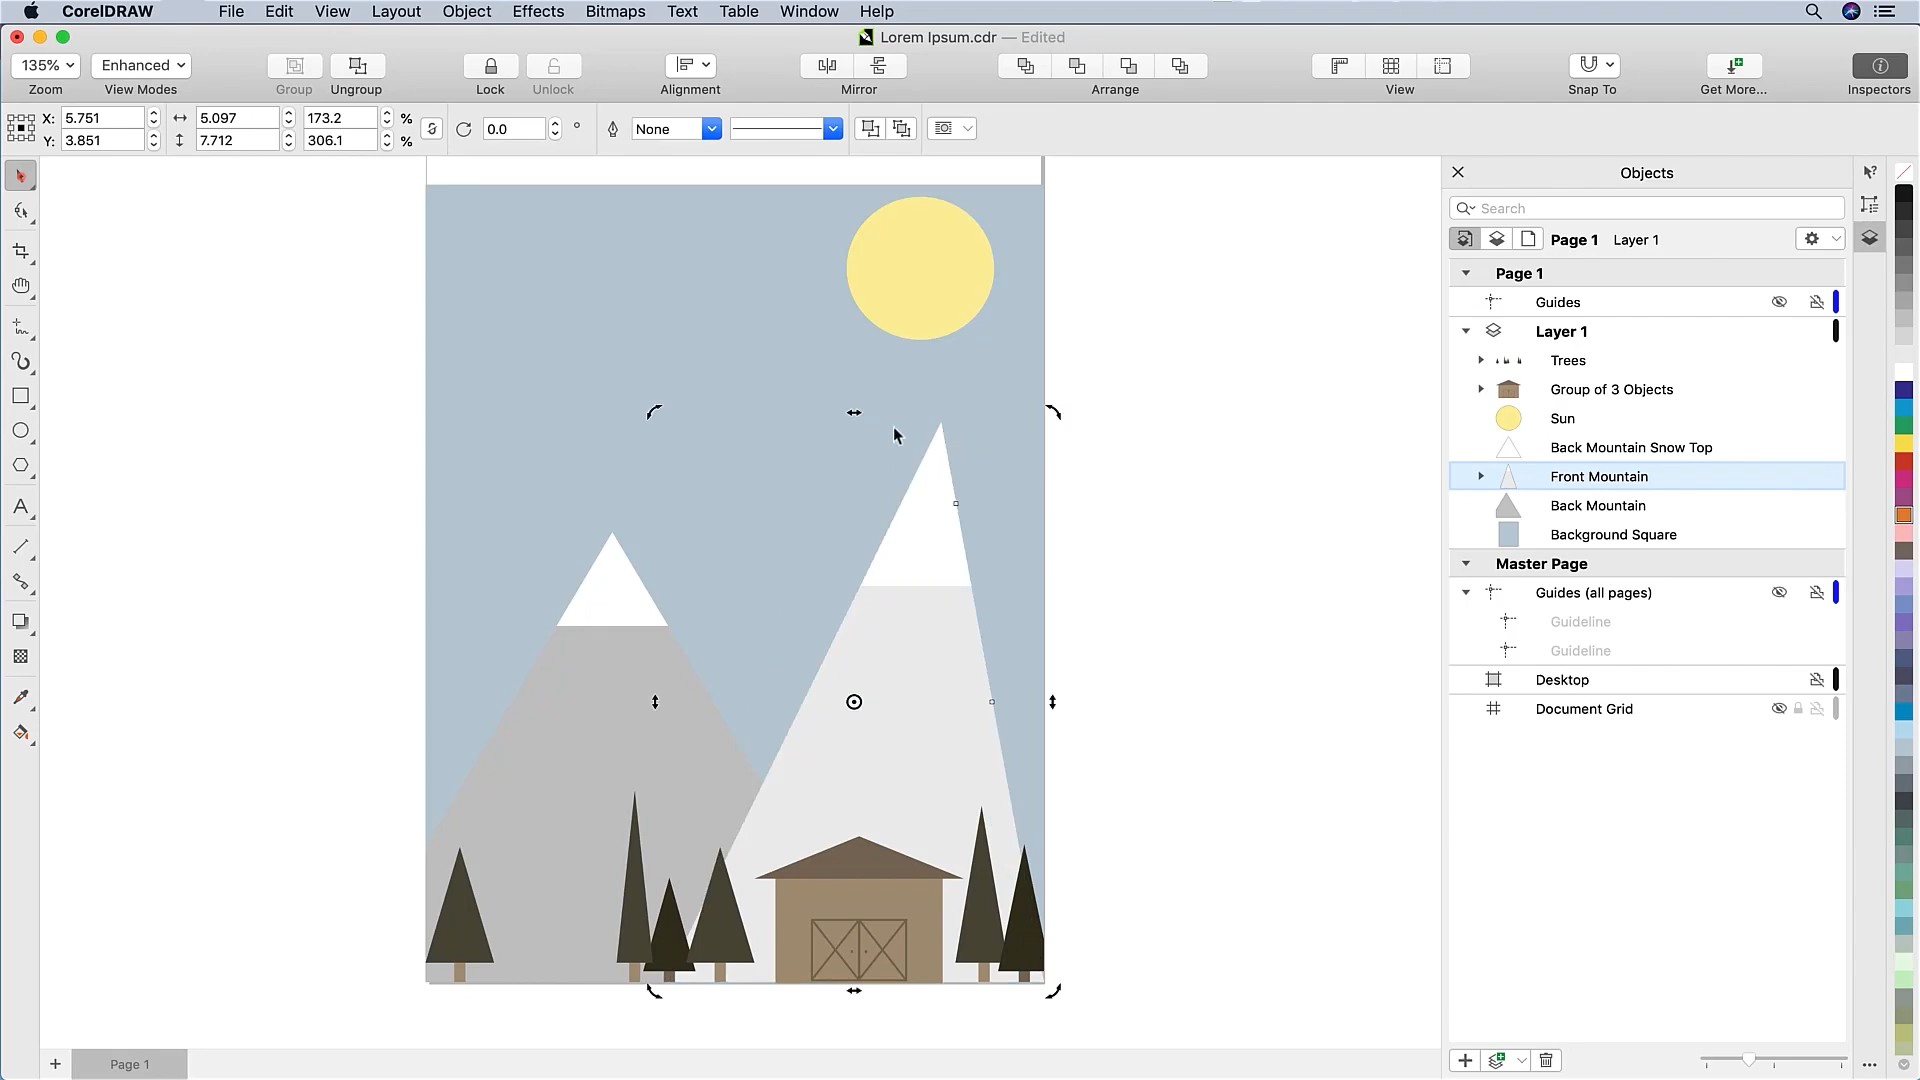 CorelDRAW File Edit View Layout Object Effects Bitmaps Text Table Window Help
Lorem Ipsum.cdr — Edited
135% Enhanced
Zoom View Modes Group Ungroup Lock Unlock Alignment Mirror Arrange View Snap To Get More... Inspectors
X: 5.751 5.097 173.2 %
Y: 3.851 7.712 306.1 %
0.0 ° None
Objects
Search
Page 1 Layer 1
Page 1
Guides
Layer 1
Trees
Group of 3 Objects
Sun
Back Mountain Snow Top
Front Mountain
Back Mountain
Background Square
Master Page
Guides (all pages)
Guideline
Guideline
Desktop
Document Grid
Page 1